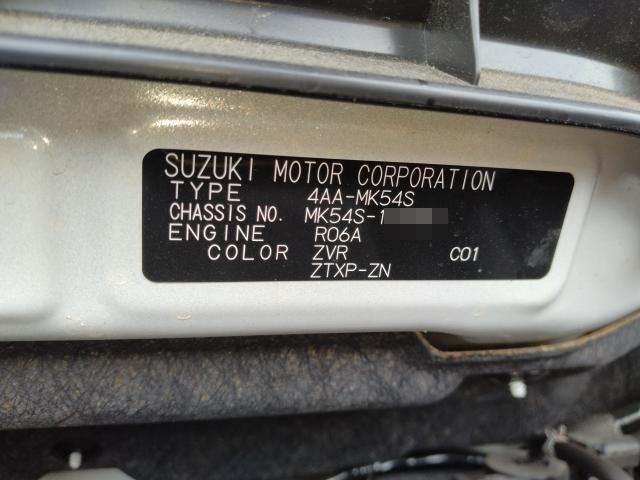 SUZUKI MOTOR CORPORATION
TYPE 4AA-MK54S
CHASSIS NO. MK54S-1
ENGINE R06A
COLOR ZVR C01
ZTXP-ZN